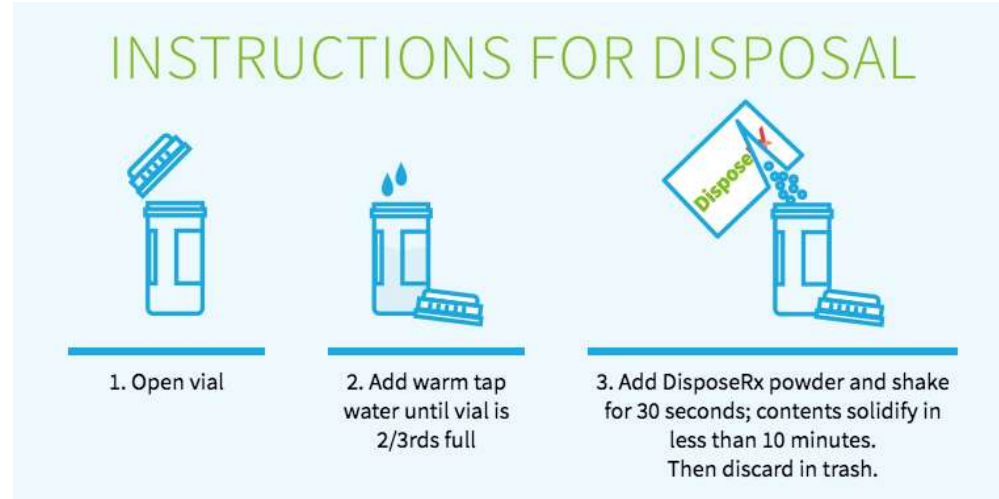 INSTRUCTIONS FOR DISPOSAL
DisposeRX
1. Open vial
2. Add warm tap
water until vial is
2/3rds full
3. Add DisposeRx powder and shake
for 30 seconds; contents solidify in
less than 10 minutes.
Then discard in trash.